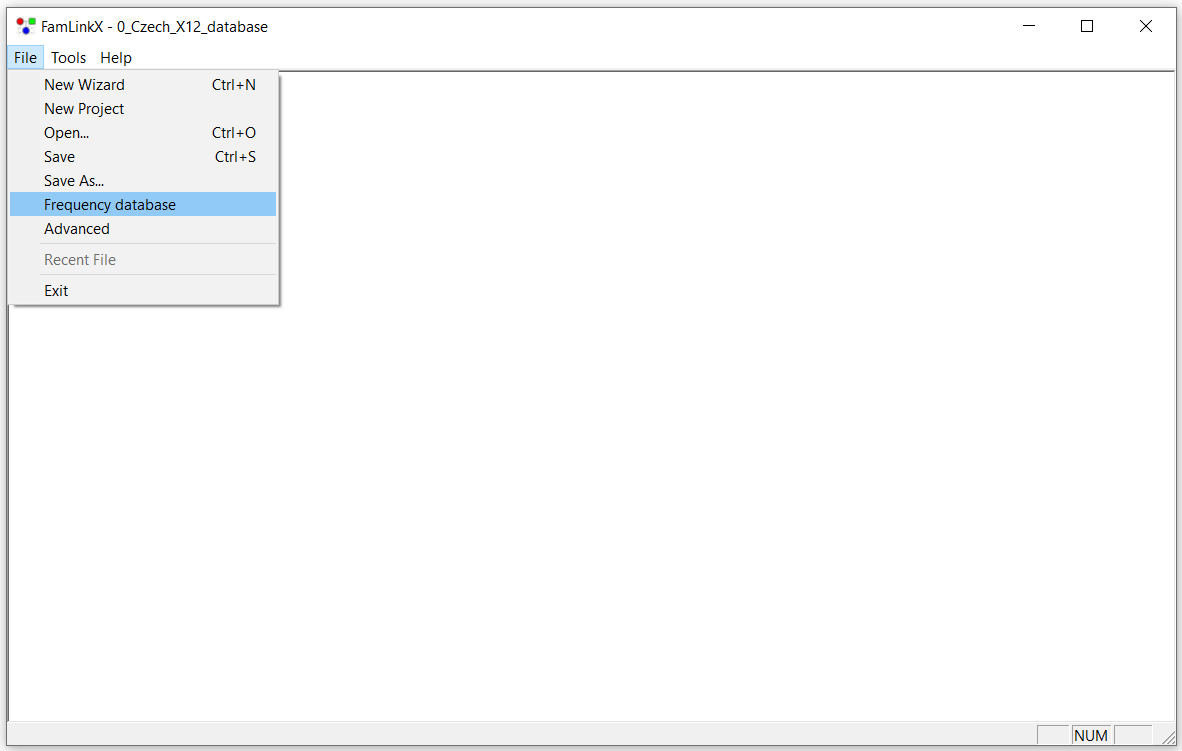 FamLinkX - 0_Czech_X12_database
File Tools Help
New Wizard Ctrl+N
New Project
Open... Ctrl+O
Save Ctrl+S
Save As...
Frequency database
Advanced
Recent File
Exit
NUM